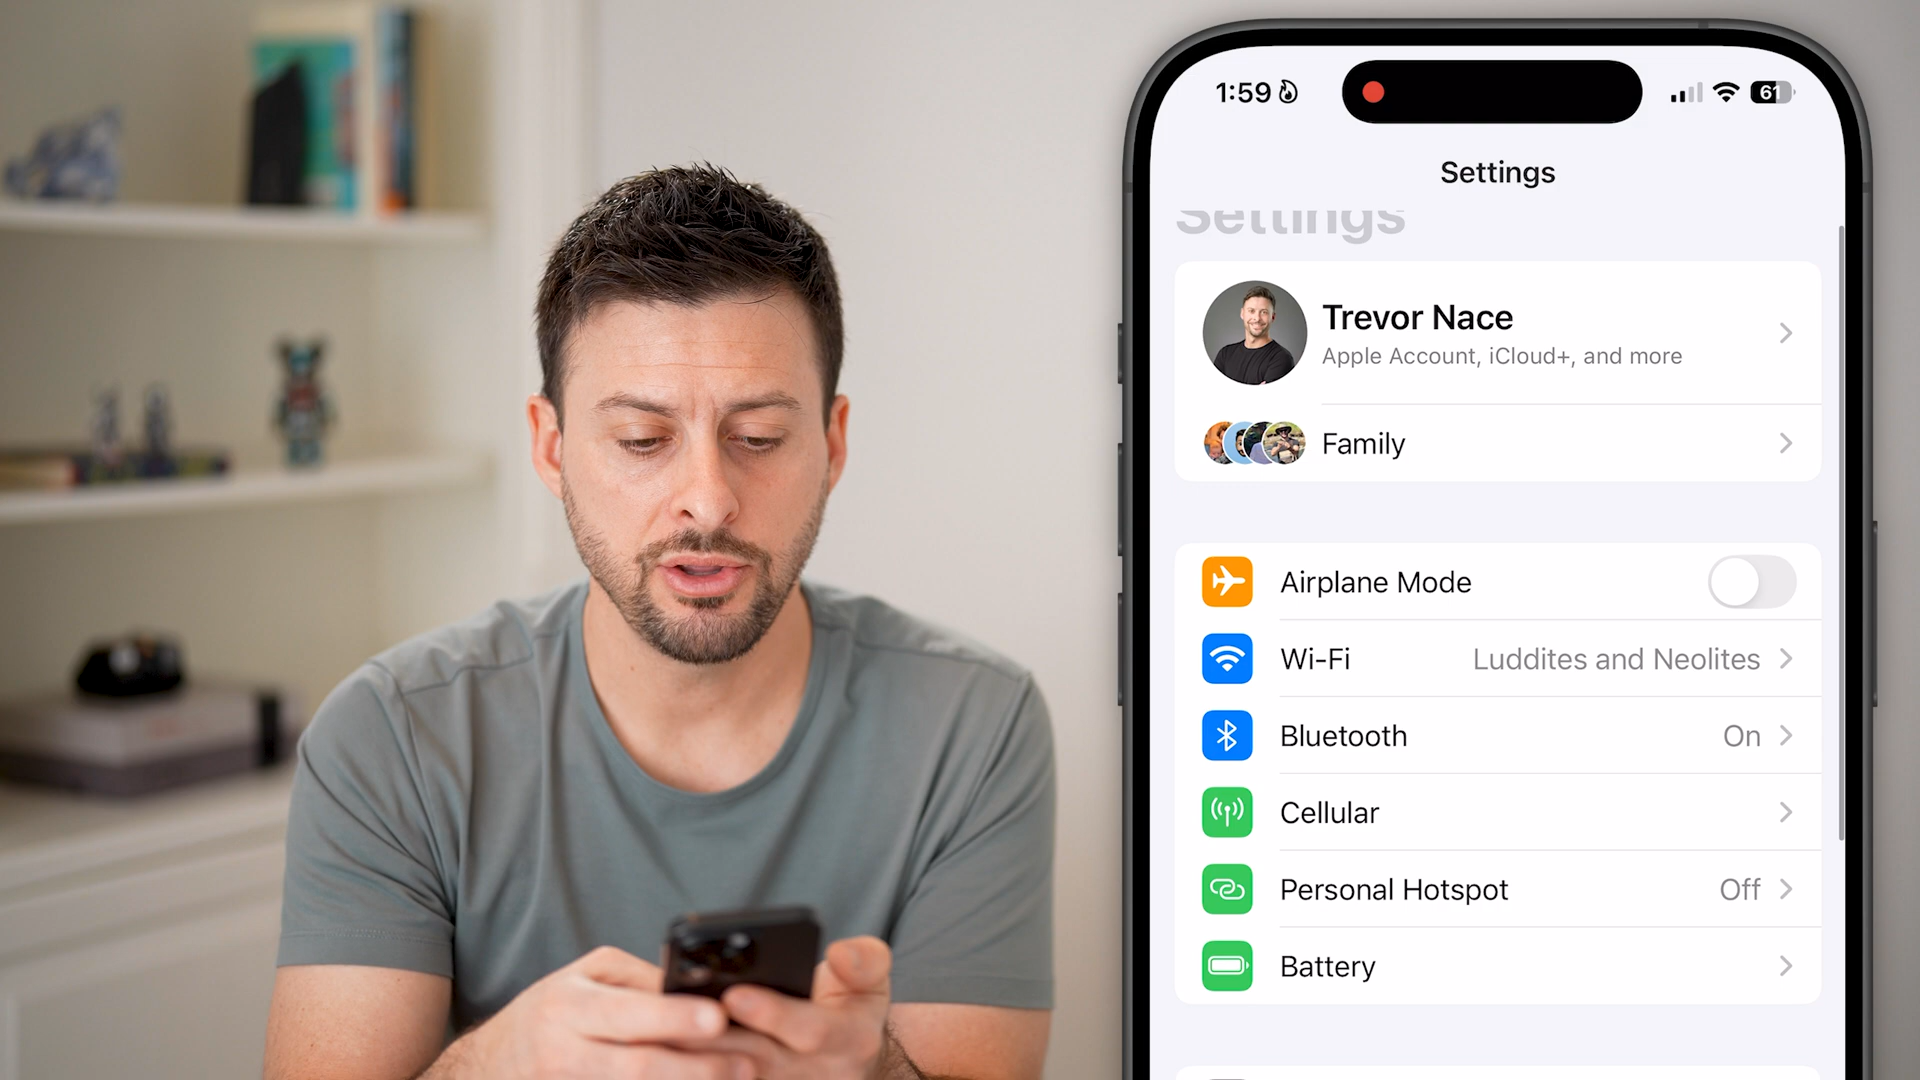 1:59
61
Settings
Settings
Trevor Nace
Apple Account, iCloud+, and more
Family
Airplane Mode
Wi-Fi Luddites and Neolites
Bluetooth On
Cellular
Personal Hotspot Off
Battery